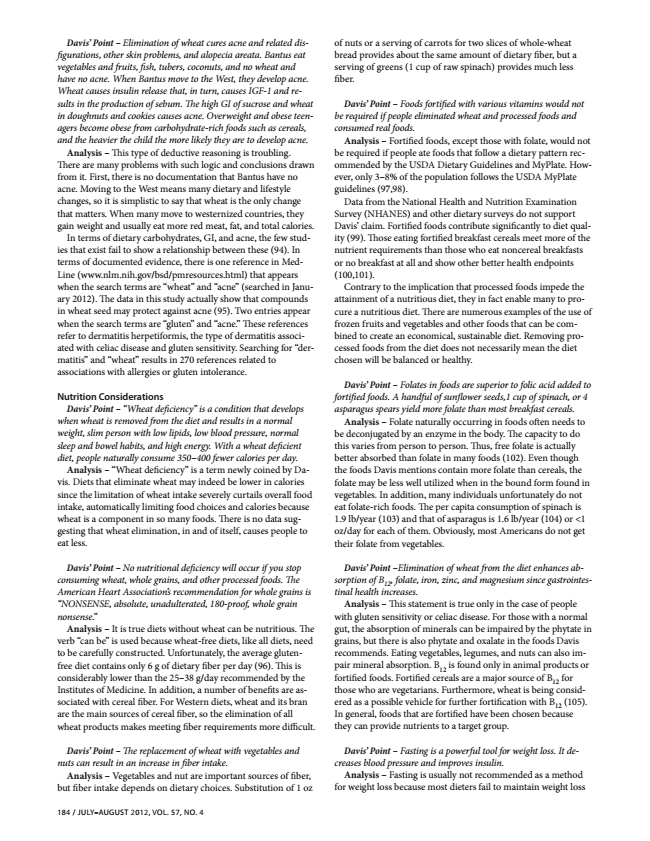 Davis' Point – Elimination of wheat cures acne and related dis-
figurations, other skin problems, and alopecia areata. Bantus eat
vegetables and fruits, fish, tubers, coconuts, and no wheat and
have no acne. When Bantus move to the West, they develop acne.
Wheat causes insulin release that, in turn, causes IGF-1 and re-
sults in the production of sebum. The high GI of sucrose and wheat
in doughnuts and cookies causes acne. Overweight and obese teen-
agers become obese from carbohydrate-rich foods such as cereals,
and the heavier the child the more likely they are to develop acne.
Analysis – This type of deductive reasoning is troubling.
There are many problems with such logic and conclusions drawn
from it. First, there is no documentation that Bantus have no
acne. Moving to the West means many dietary and lifestyle
changes, so it is simplistic to say that wheat is the only change
that matters. When many move to westernized countries, they
gain weight and usually eat more red meat, fat, and total calories.
In terms of dietary carbohydrates, GI, and acne, the few stud-
ies that exist fail to show a relationship between these (94). In
terms of documented evidence, there is one reference in Med-
Line (www.nlm.nih.gov/bsd/pmresources.html) that appears
when the search terms are “wheat” and “acne” (searched in Janu-
ary 2012). The data in this study actually show that compounds
in wheat seed may protect against acne (95). Two entries appear
when the search terms are “gluten” and “acne.” These references
refer to dermatitis herpetiformis, the type of dermatitis associ-
ated with celiac disease and gluten sensitivity. Searching for “der-
matitis” and “wheat” results in 270 references related to
associations with allergies or gluten intolerance.
Nutrition Considerations
Davis' Point – “Wheat deficiency” is a condition that develops
when wheat is removed from the diet and results in a normal
weight, slim person with low lipids, low blood pressure, normal
sleep and bowel habits, and high energy. With a wheat deficient
diet, people naturally consume 350–400 fewer calories per day.
Analysis – “Wheat deficiency” is a term newly coined by Da-
vis. Diets that eliminate wheat may indeed be lower in calories
since the limitation of wheat intake severely curtails overall food
intake, automatically limiting food choices and calories because
wheat is a component in so many foods. There is no data sug-
gesting that wheat elimination, in and of itself, causes people to
eat less.
Davis' Point – No nutritional deficiency will occur if you stop
consuming wheat, whole grains, and other processed foods. The
American Heart Association's recommendation for whole grains is
“NONSENSE, absolute, unadulterated, 180-proof, whole grain
nonsense.”
Analysis – It is true diets without wheat can be nutritious. The
verb “can be” is used because wheat-free diets, like all diets, need
to be carefully constructed. Unfortunately, the average gluten-
free diet contains only 6 g of dietary fiber per day (96). This is
considerably lower than the 25–38 g/day recommended by the
Institutes of Medicine. In addition, a number of benefits are as-
sociated with cereal fiber. For Western diets, wheat and its bran
are the main sources of cereal fiber, so the elimination of all
wheat products makes meeting fiber requirements more difficult.
Davis' Point – The replacement of wheat with vegetables and
nuts can result in an increase in fiber intake.
Analysis – Vegetables and nut are important sources of fiber,
but fiber intake depends on dietary choices. Substitution of 1 oz
of nuts or a serving of carrots for two slices of whole-wheat
bread provides about the same amount of dietary fiber, but a
serving of greens (1 cup of raw spinach) provides much less
fiber.
Davis' Point – Foods fortified with various vitamins would not
be required if people eliminated wheat and processed foods and
consumed real foods.
Analysis – Fortified foods, except those with folate, would not
be required if people ate foods that follow a dietary pattern rec-
ommended by the USDA Dietary Guidelines and MyPlate. How-
ever, only 3–8% of the population follows the USDA MyPlate
guidelines (97,98).
Data from the National Health and Nutrition Examination
Survey (NHANES) and other dietary surveys do not support
Davis' claim. Fortified foods contribute significantly to diet qual-
ity (99). Those eating fortified breakfast cereals meet more of the
nutrient requirements than those who eat noncereal breakfasts
or no breakfast at all and show other better health endpoints
(100,101).
Contrary to the implication that processed foods impede the
attainment of a nutritious diet, they in fact enable many to pro-
cure a nutritious diet. There are numerous examples of the use of
frozen fruits and vegetables and other foods that can be com-
bined to create an economical, sustainable diet. Removing pro-
cessed foods from the diet does not necessarily mean the diet
chosen will be balanced or healthy.
Davis' Point – Folates in foods are superior to folic acid added to
fortified foods. A handful of sunflower seeds,1 cup of spinach, or 4
asparagus spears yield more folate than most breakfast cereals.
Analysis – Folate naturally occurring in foods often needs to
be deconjugated by an enzyme in the body. The capacity to do
this varies from person to person. Thus, free folate is actually
better absorbed than folate in many foods (102). Even though
the foods Davis mentions contain more folate than cereals, the
folate may be less well utilized when in the bound form found in
vegetables. In addition, many individuals unfortunately do not
eat folate-rich foods. The per capita consumption of spinach is
1.9 lb/year (103) and that of asparagus is 1.6 lb/year (104) or <1
oz/day for each of them. Obviously, most Americans do not get
their folate from vegetables.
Davis' Point –Elimination of wheat from the diet enhances ab-
sorption of B12, folate, iron, zinc, and magnesium since gastrointes-
tinal health increases.
Analysis – This statement is true only in the case of people
with gluten sensitivity or celiac disease. For those with a normal
gut, the absorption of minerals can be impaired by the phytate in
grains, but there is also phytate and oxalate in the foods Davis
recommends. Eating vegetables, legumes, and nuts can also im-
pair mineral absorption. B12 is found only in animal products or
fortified foods. Fortified cereals are a major source of B12 for
those who are vegetarians. Furthermore, wheat is being consid-
ered as a possible vehicle for further fortification with B12 (105).
In general, foods that are fortified have been chosen because
they can provide nutrients to a target group.
Davis' Point – Fasting is a powerful tool for weight loss. It de-
creases blood pressure and improves insulin.
Analysis – Fasting is usually not recommended as a method
for weight loss because most dieters fail to maintain weight loss
184 / JULY–AUGUST 2012, VOL. 57, NO. 4